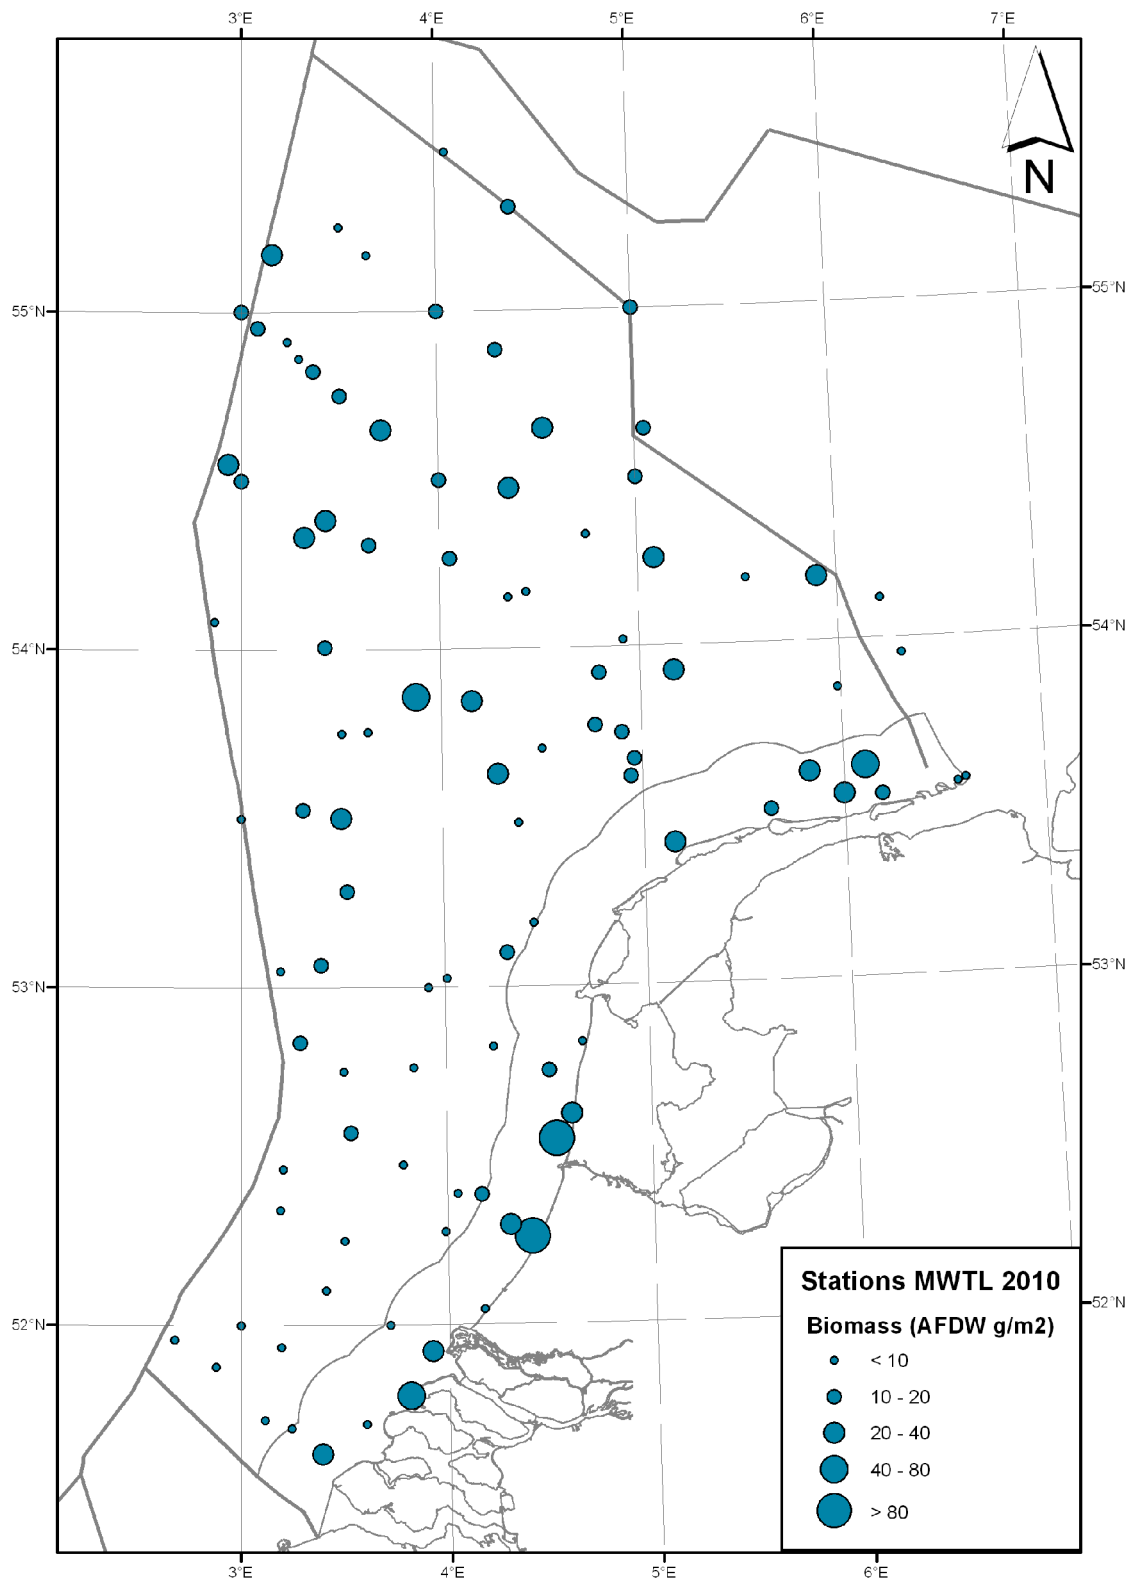 3°E 4°E 5°E 6°E 7°E
N
55°N 55°N
54°N 54°N
53°N 53°N
52°N 52°N
Stations MWTL 2010
Biomass (AFDW g/m2)
< 10
10 - 20
20 - 40
40 - 80
> 80
3°E 4°E 5°E 6°E